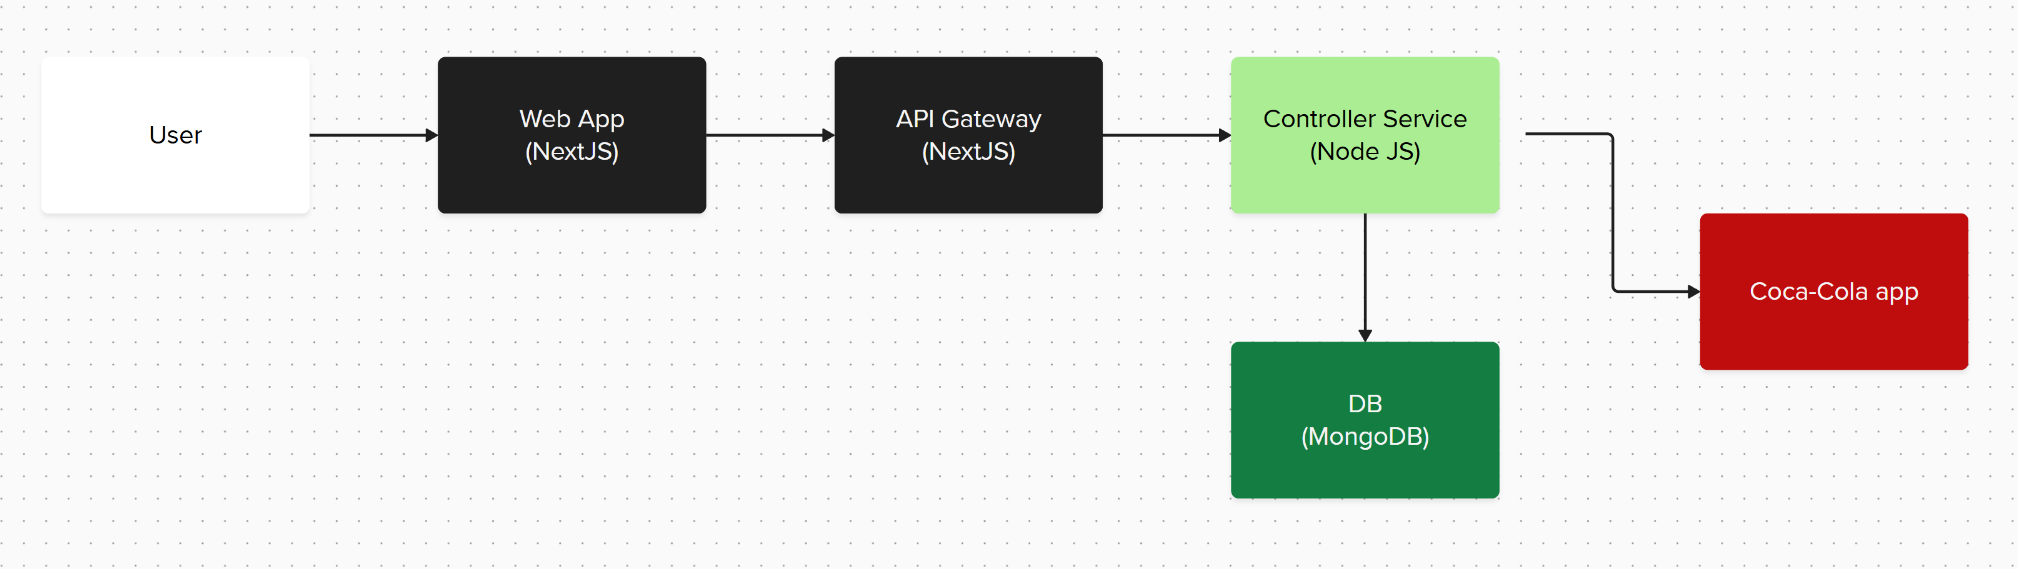 User
Web App
(NextJS)
API Gateway
(NextJS)
Controller Service
(Node JS)
Coca-Cola app
DB
(MongoDB)